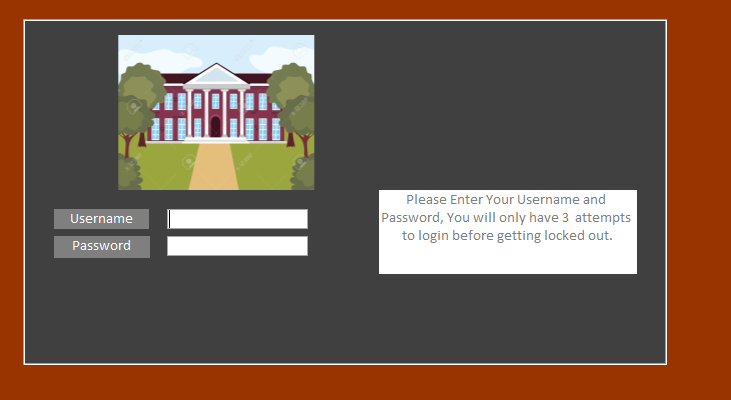 Username
Password
Please Enter Your Username and
Password, You will only have 3 attempts
to login before getting locked out.